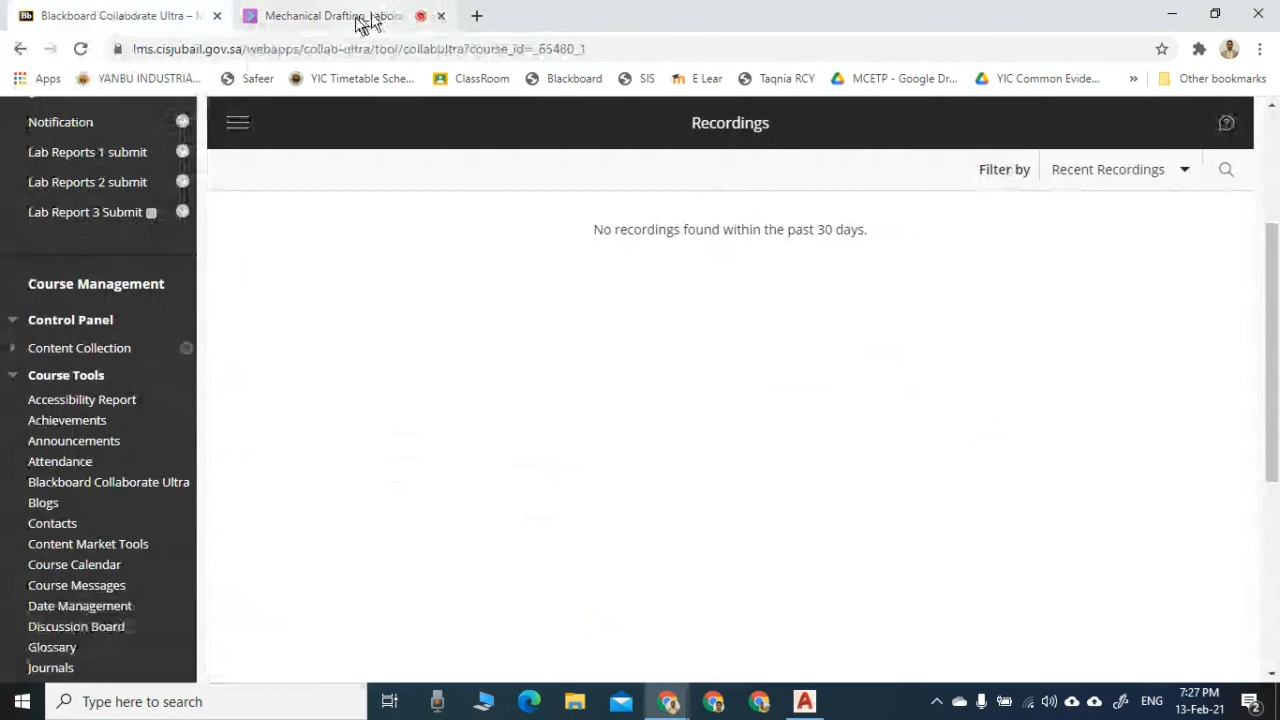 Blackboard Collaborate Ultra – M
Mechanical Drafting Labora
lms.cisjubail.gov.sa/webapps/collab-ultra/tool/collabultra?course_id=_65480_1
Apps
YANBU INDUSTRIA...
Safeer
YIC Timetable Sche...
ClassRoom
Blackboard
SIS
E Learn
Taqnia RCY
MCETP - Google Dr...
YIC Common Evide...
»
Other bookmarks
Notification
Lab Reports 1 submit
Lab Reports 2 submit
Lab Report 3 Submit
Course Management
Control Panel
Content Collection
Course Tools
Accessibility Report
Achievements
Announcements
Attendance
Blackboard Collaborate Ultra
Blogs
Contacts
Content Market Tools
Course Calendar
Course Messages
Date Management
Discussion Board
Glossary
Journals
Recordings
Filter by
Recent Recordings
No recordings found within the past 30 days.
Type here to search
ENG
7:27 PM
13-Feb-21
2